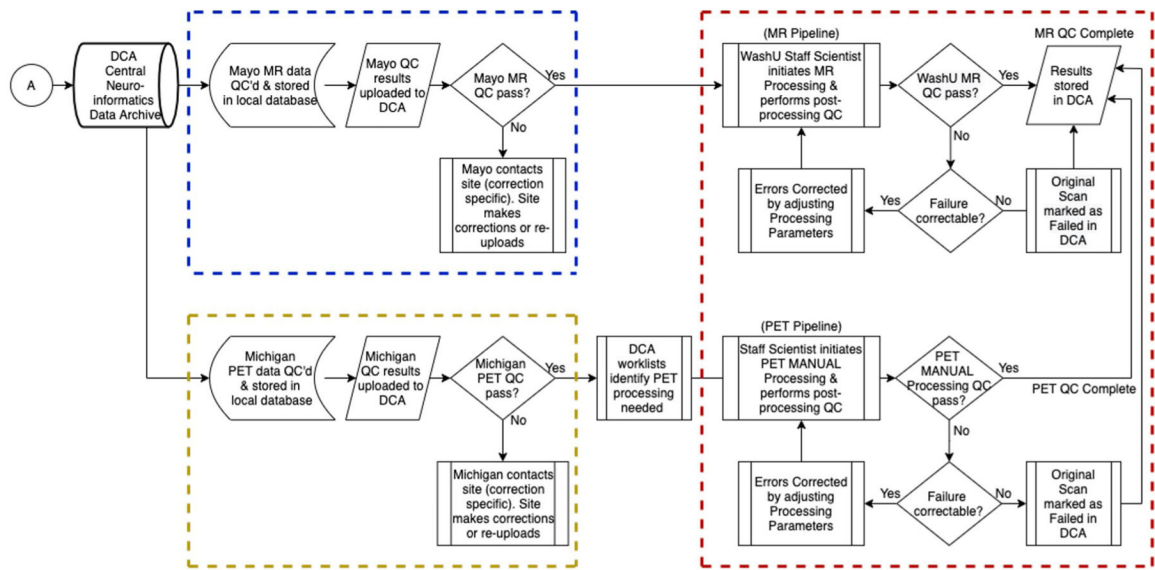 A
DCA
Central
Neuro-
informatics
Data Archive
Mayo MR data
QC'd & stored
in local database
Mayo QC
results
uploaded to
DCA
Mayo MR
QC pass?
Yes
No
Mayo contacts
site (correction
specific). Site
makes
corrections or re-
uploads
(MR Pipeline)
WashU Staff Scientist
initiates MR
Processing &
performs post-
processing QC
WashU MR
QC pass?
Yes
No
MR QC Complete
Results
stored
in DCA
Errors Corrected
by adjusting
Processing
Parameters
Yes
Failure
correctable?
No
Original
Scan
marked as
Failed in
DCA
Michigan
PET data QC'd
& stored in
local database
Michigan
QC results
uploaded to
DCA
Michigan
PET QC
pass?
Yes
No
Michigan contacts
site (correction
specific). Site
makes corrections
or re-uploads
DCA
worklists
identify PET
processing
needed
(PET Pipeline)
Staff Scientist initiates
PET MANUAL
Processing &
performs post-
processing QC
PET
MANUAL
Processing QC
pass?
Yes
PET QC Complete
No
Errors Corrected
by adjusting
Processing
Parameters
Yes
Failure
correctable?
No
Original
Scan
marked as
Failed in
DCA